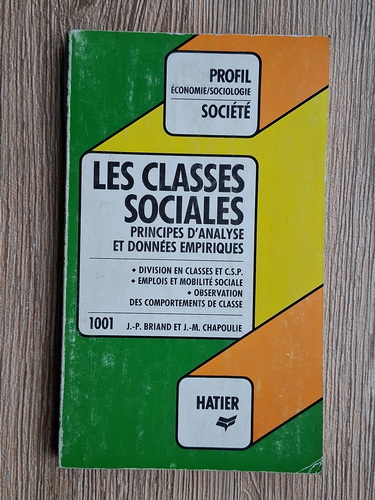 PROFIL
ÉCONOMIE/SOCIOLOGIE
SOCIÉTÉ
LES CLASSES
SOCIALES
PRINCIPES D'ANALYSE
ET DONNÉES EMPIRIQUES
• DIVISION EN CLASSES ET C.S.P.
• EMPLOIS ET MOBILITÉ SOCIALE
• OBSERVATION
DES COMPORTEMENTS DE CLASSE
1001 J.-P. BRIAND ET J.-M. CHAPOULIE
HATIER